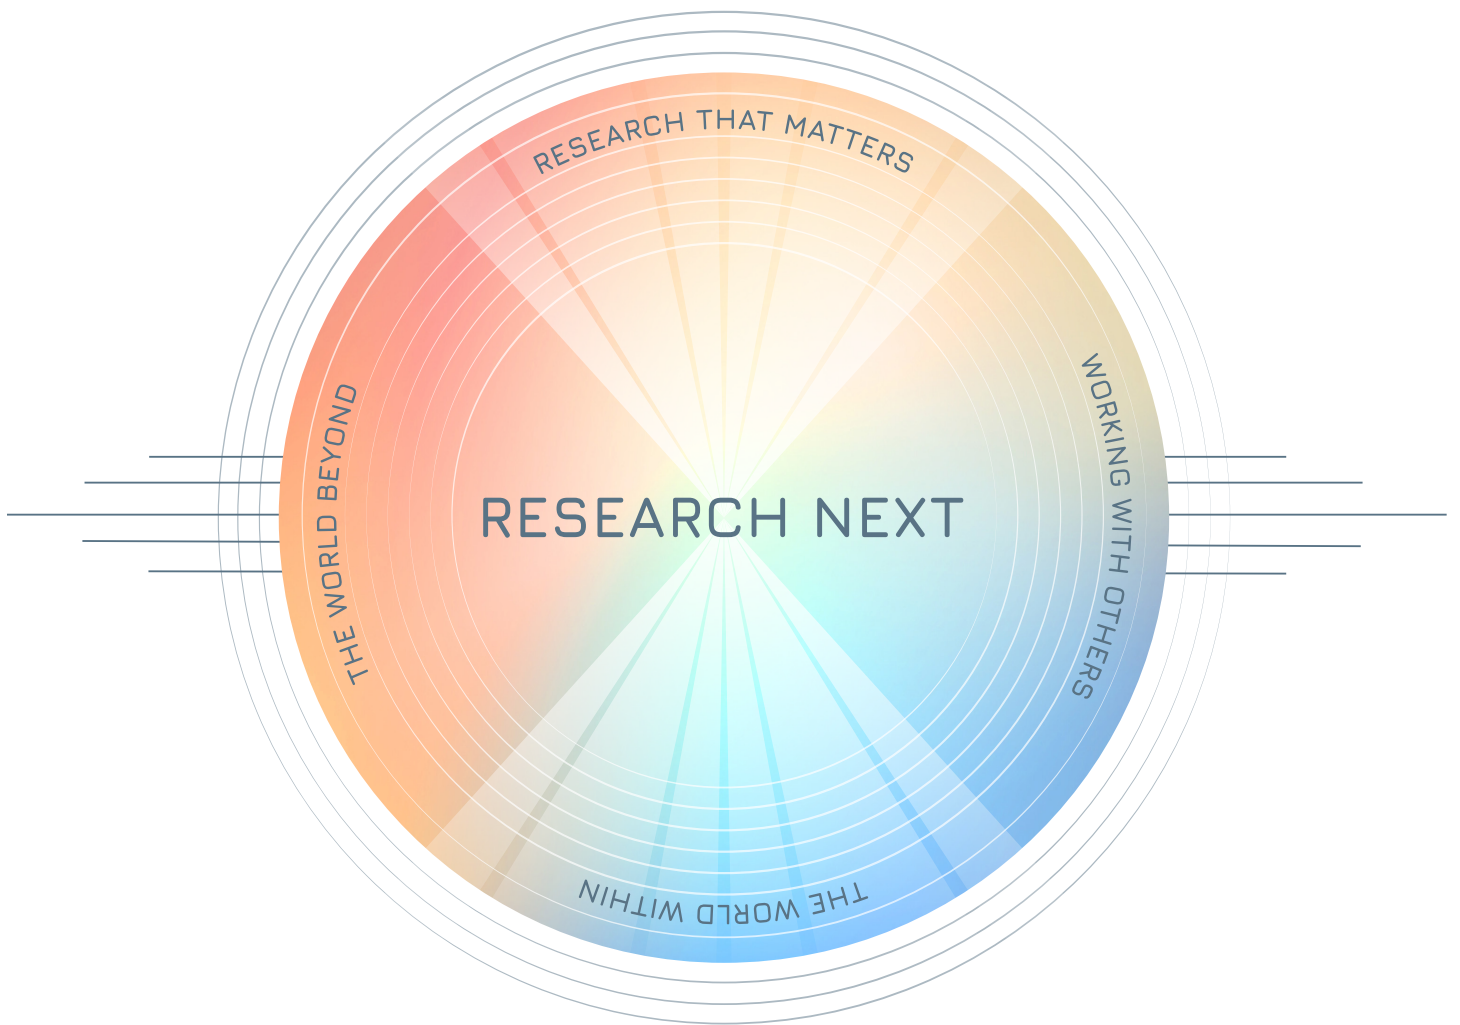 RESEARCH THAT MATTERS
THE WORLD BEYOND
WORKING WITH OTHERS
RESEARCH NEXT
THE WORLD WITHIN